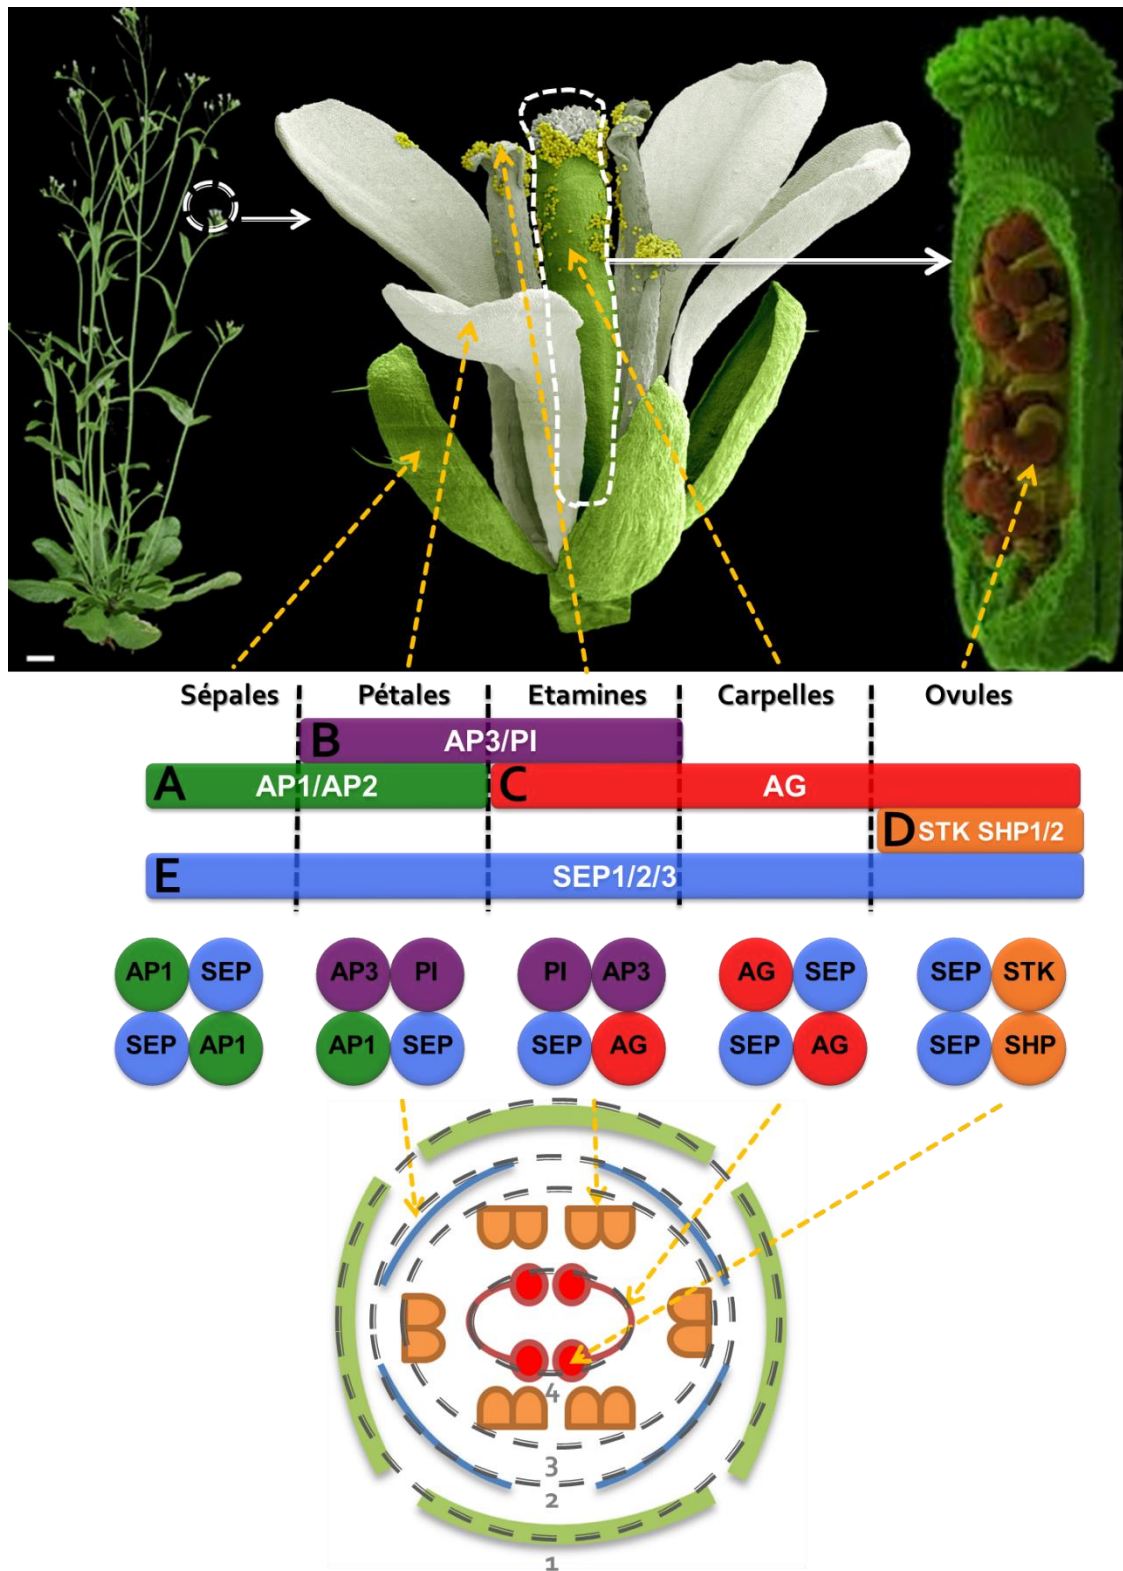 Sépales Pétales Etamines Carpelles Ovules
B AP3/PI
A AP1/AP2 C AG
D STK SHP1/2
E SEP1/2/3
AP1 SEP AP3 PI PI AP3 AG SEP SEP STK
SEP AP1 AP1 SEP SEP AG SEP AG SEP SHP
4
3
2
1